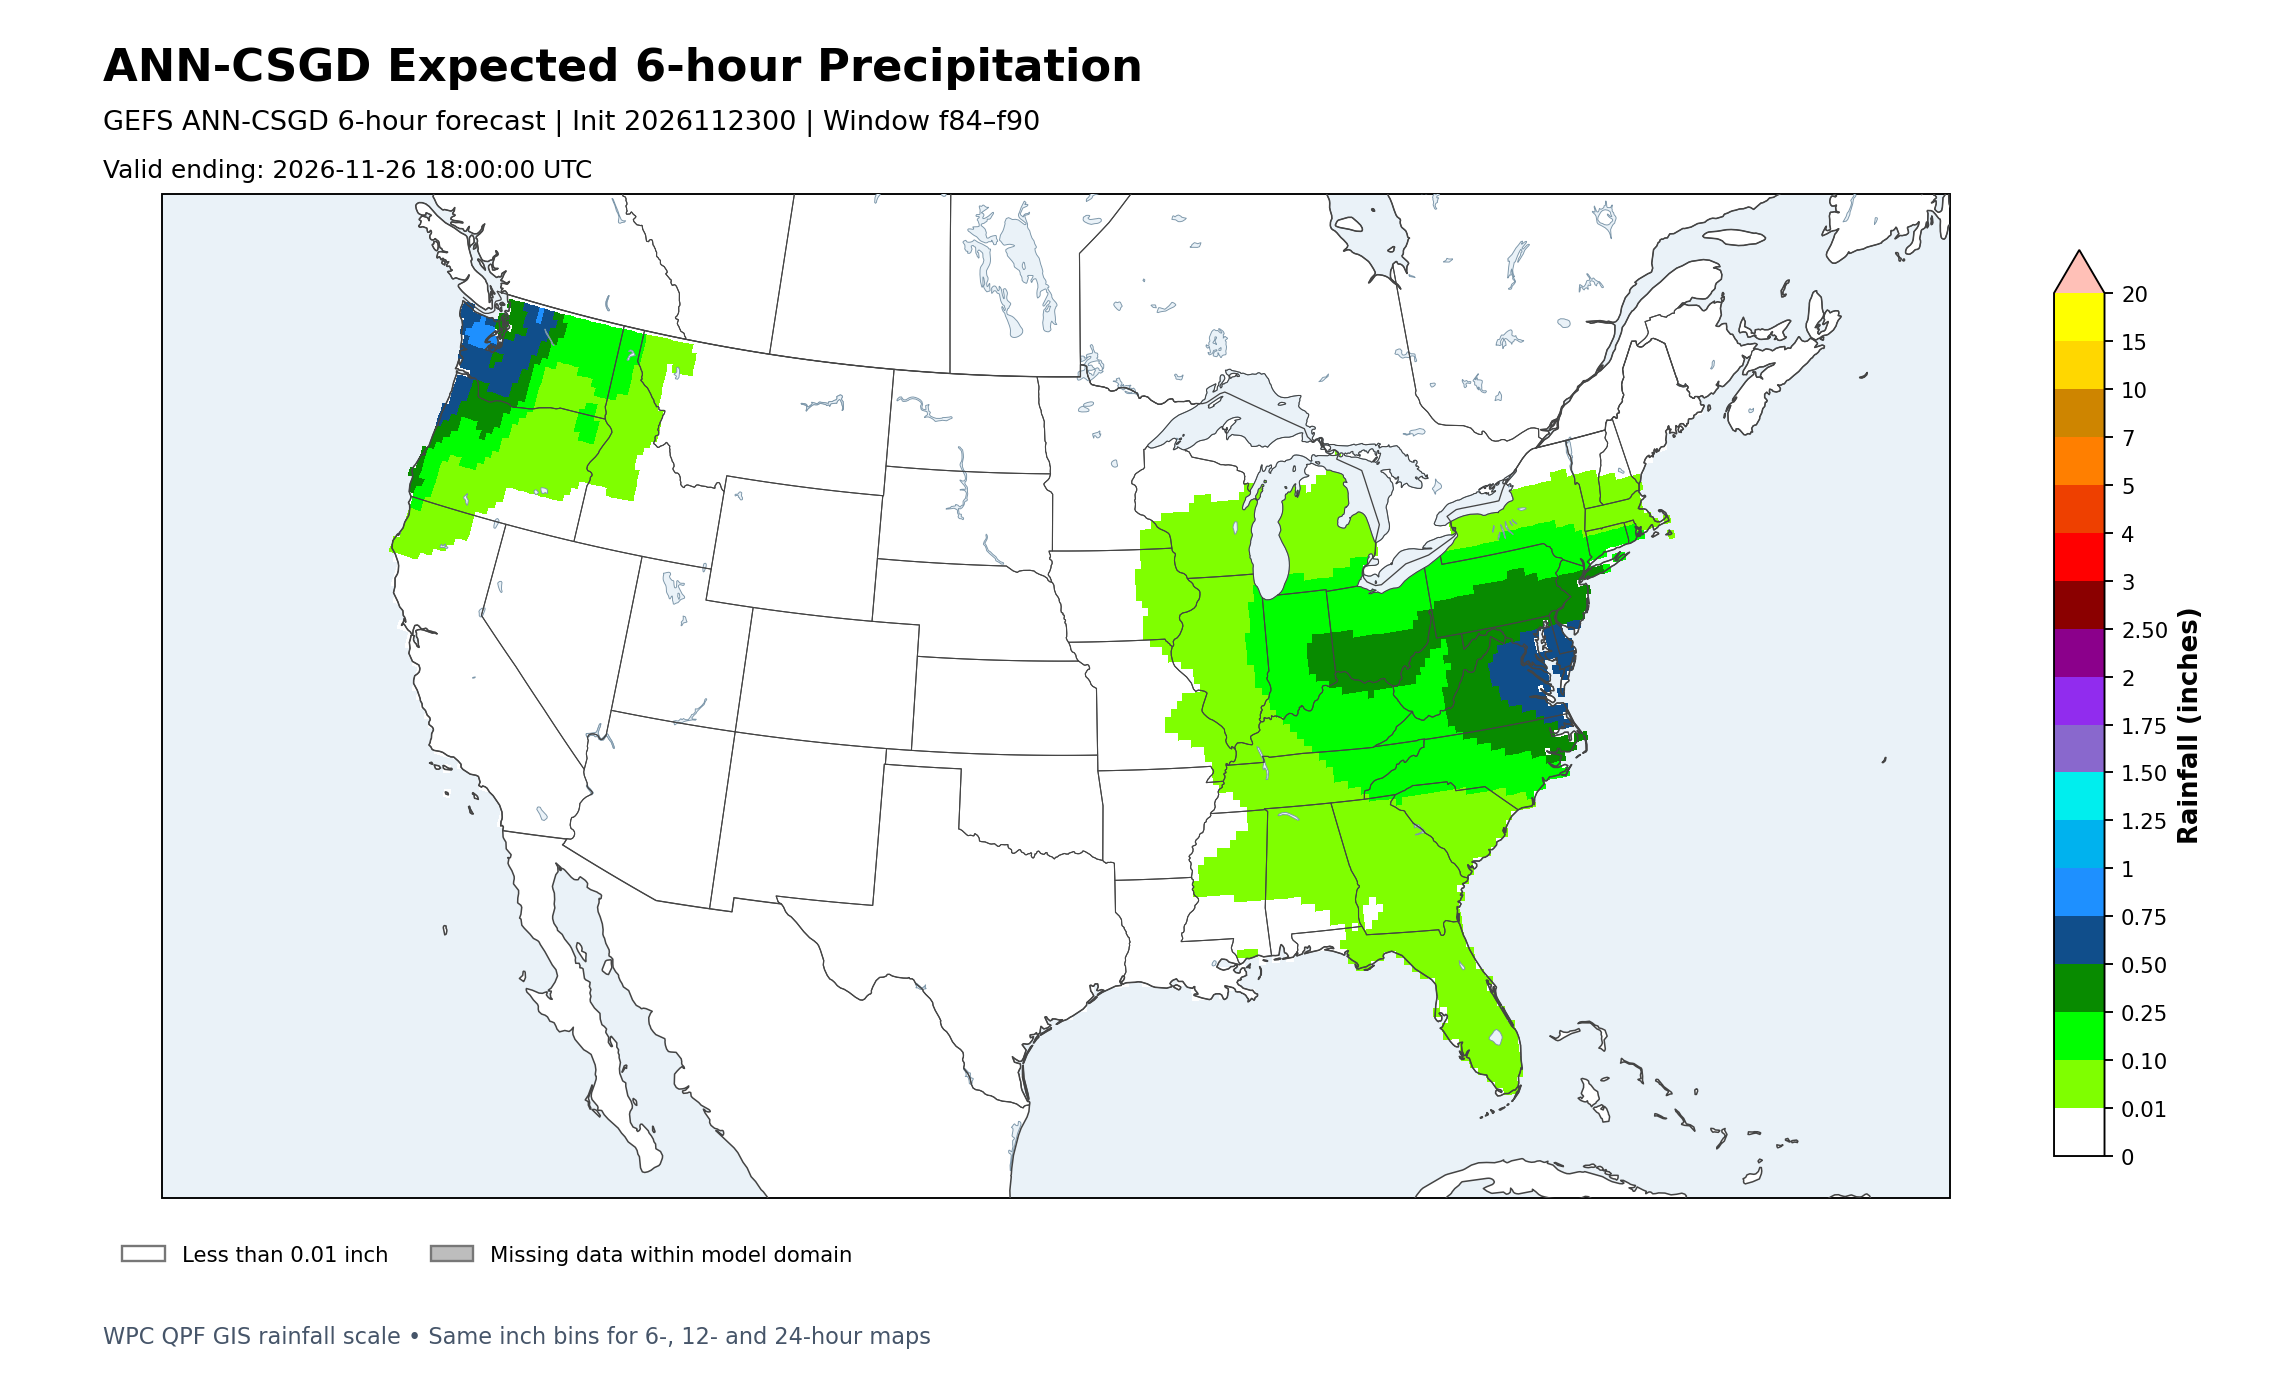 ANN-CSGD Expected 6-hour Precipitation
GEFS ANN-CSGD 6-hour forecast | Init 2026112300 | Window f84–f90
Valid ending: 2026-11-26 18:00:00 UTC
20
15
10
7
5
4
3
2.50
2
1.75
1.50
1.25
1
0.75
0.50
0.25
0.10
0.01
0
Rainfall (inches)
Less than 0.01 inch
Missing data within model domain
WPC QPF GIS rainfall scale • Same inch bins for 6-, 12- and 24-hour maps